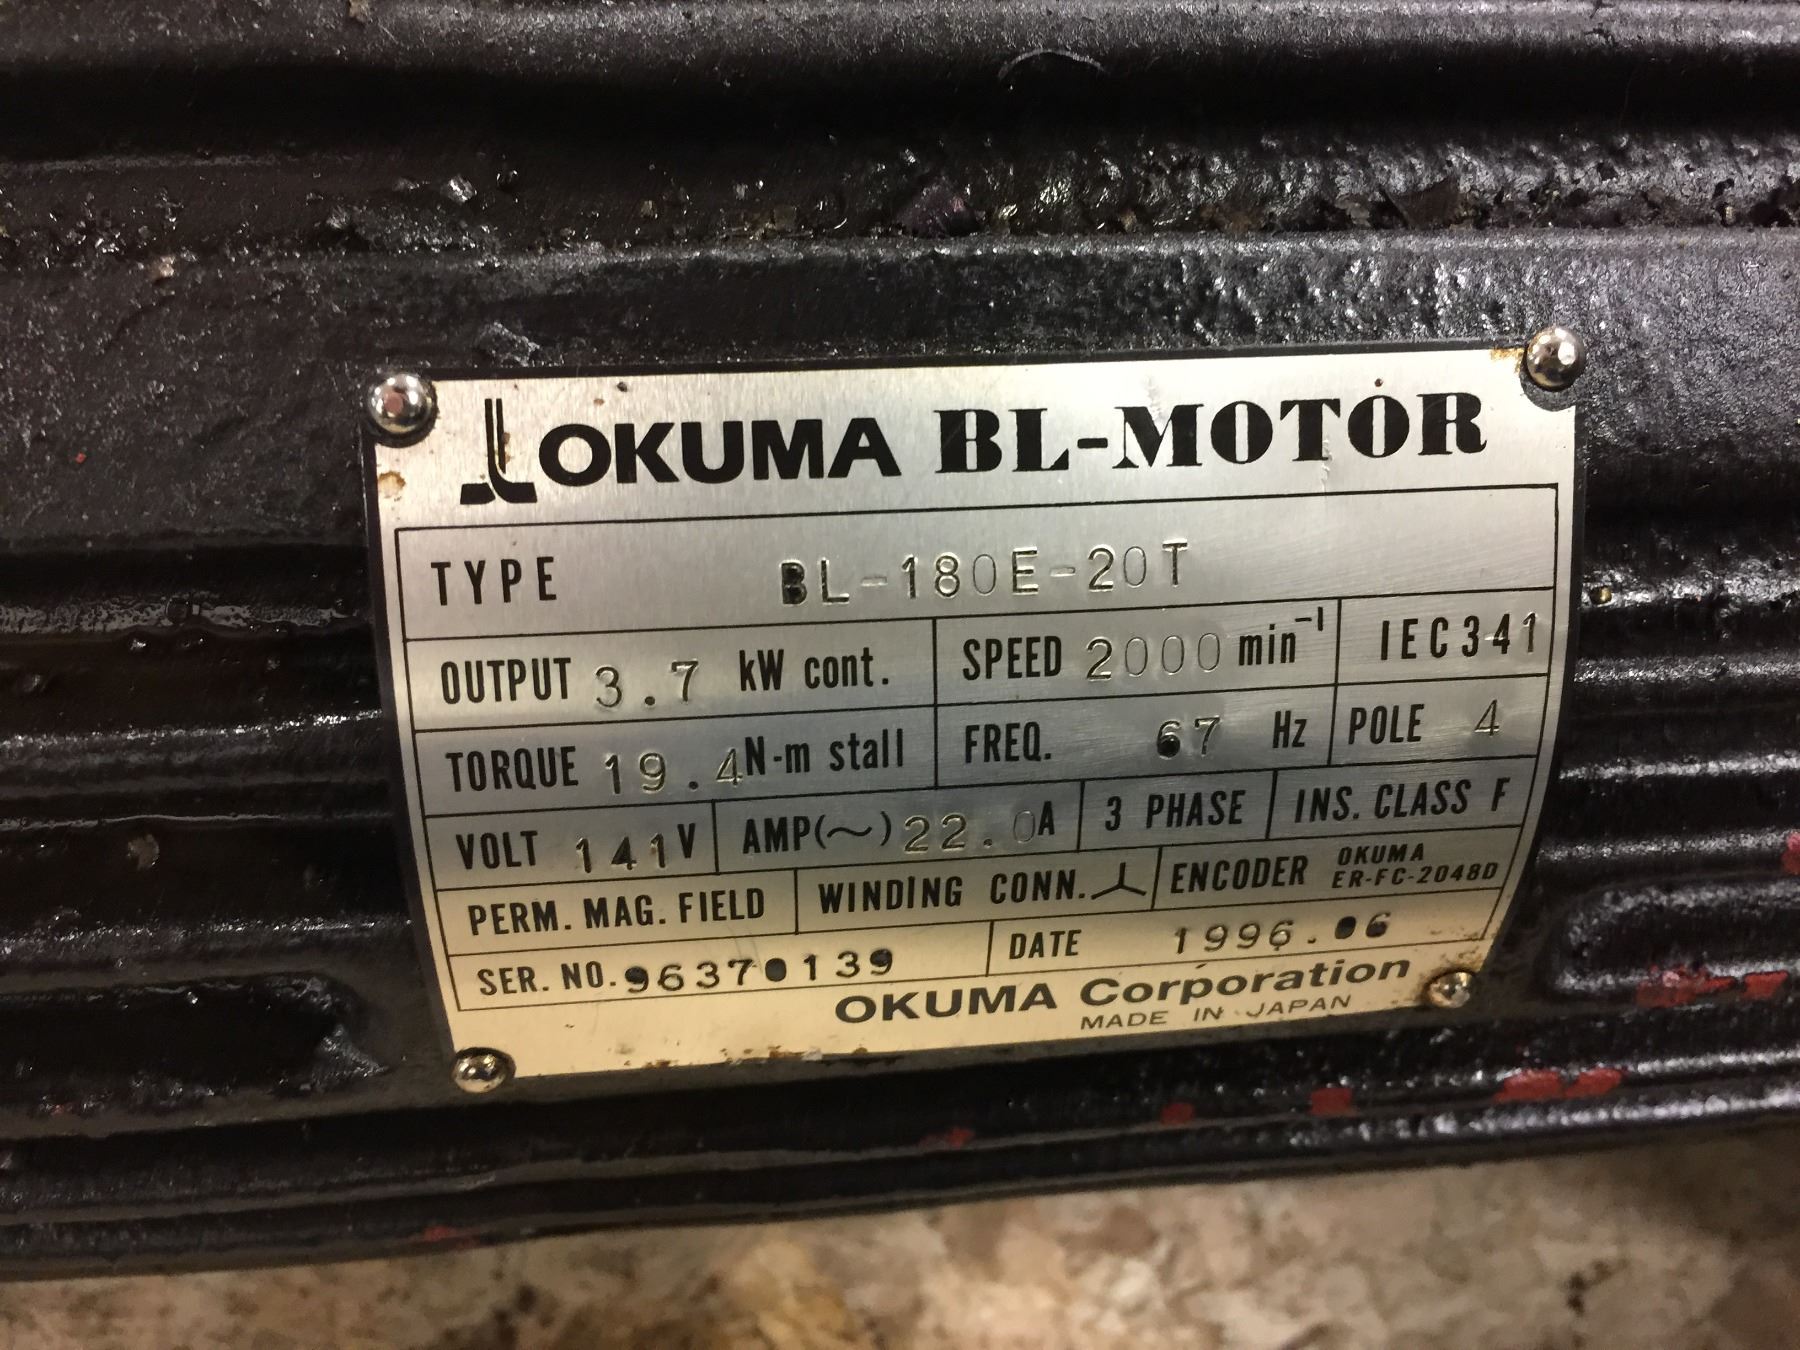 OKUMA BL-MOTOR
TYPE BL-180E-20T
OUTPUT 3.7 kW cont. SPEED 2000 min⁻¹ IEC341
TORQUE 19.4 N-m stall FREQ. 67 Hz POLE 4
VOLT 141V AMP(~) 22.0A 3 PHASE INS. CLASS F
PERM. MAG. FIELD WINDING CONN. ENCODER OKUMA
ER-FC-2048D
SER. NO. 96370139 DATE 1996.06
OKUMA Corporation
MADE IN JAPAN